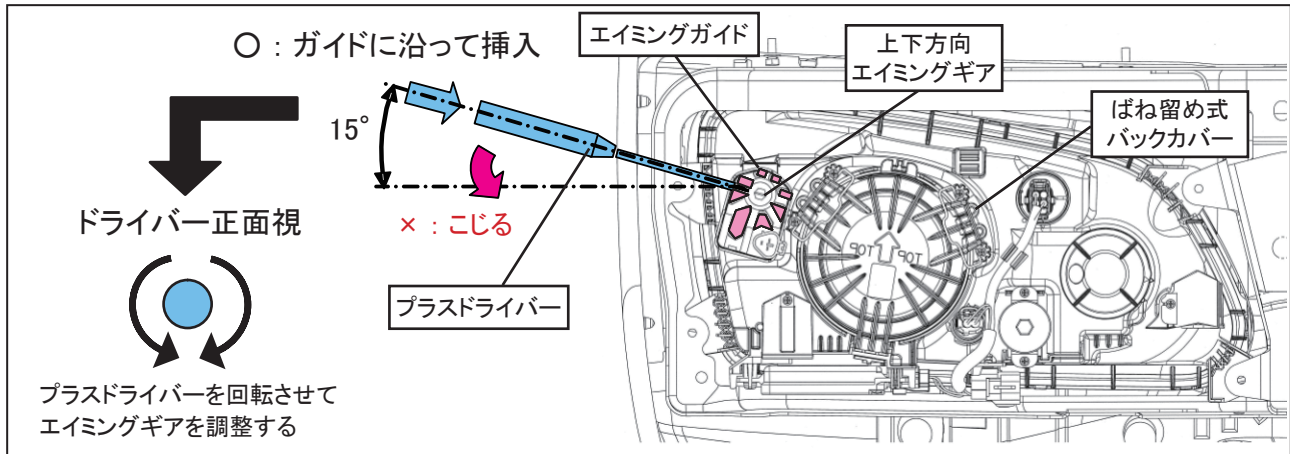 ○ : ガイドに沿って挿入
15°
× : こじる
ドライバー正面視
プラスドライバーを回転させて
エイミングギアを調整する
プラスドライバー
エイミングガイド
上下方向
エイミングギア
ばね留め式
バックカバー
TOP TOP